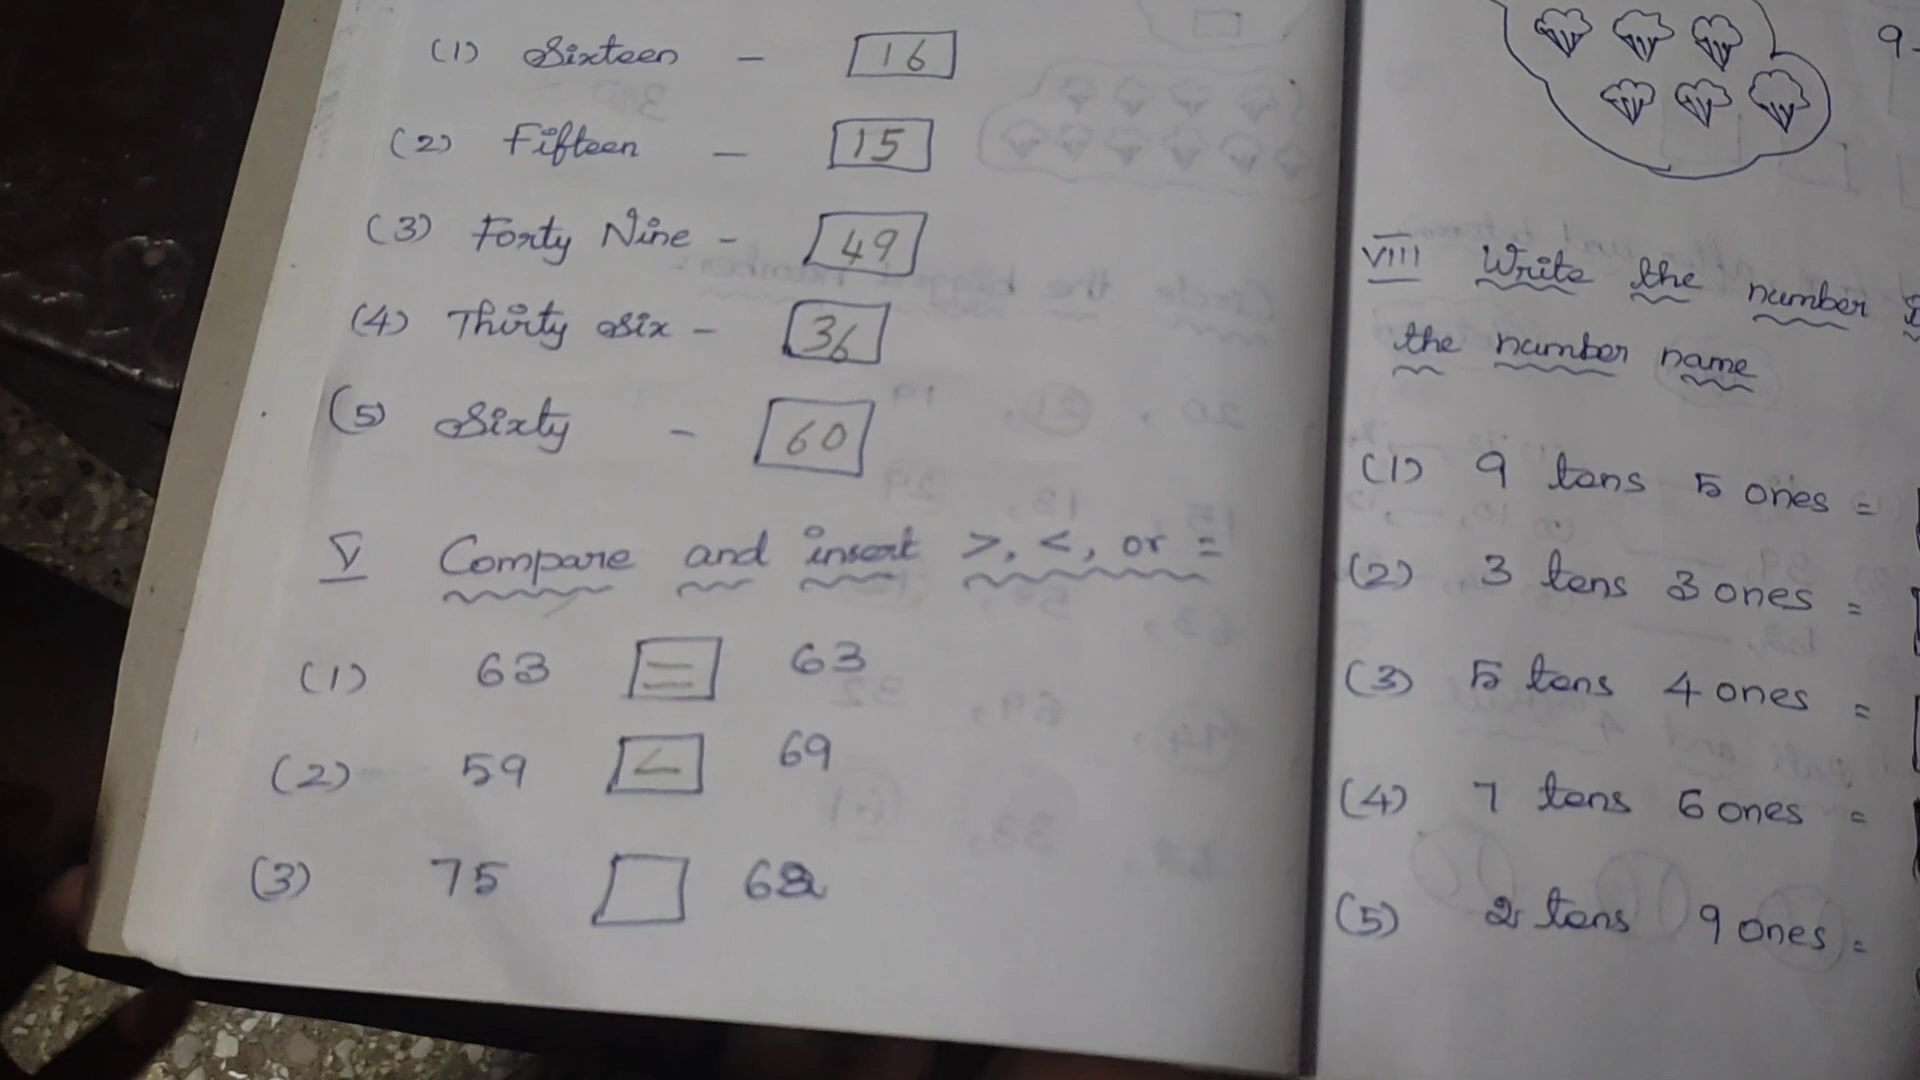 (1) Sixteen - 16
(2) Fifteen - 15
(3) Forty Nine - 49
(4) Thirty Six - 36
(5) Sixty - 60
V Compare and insert >, <, or =
(1) 63 = 63
(2) 59 < 69
(3) 75 62
9
VIII Write the number
the number name
(1) 9 tens 5 ones =
(2) 3 tens 3 ones =
(3) 5 tens 4 ones =
(4) 7 tens 6 ones =
(5) 2 tens 9 ones =